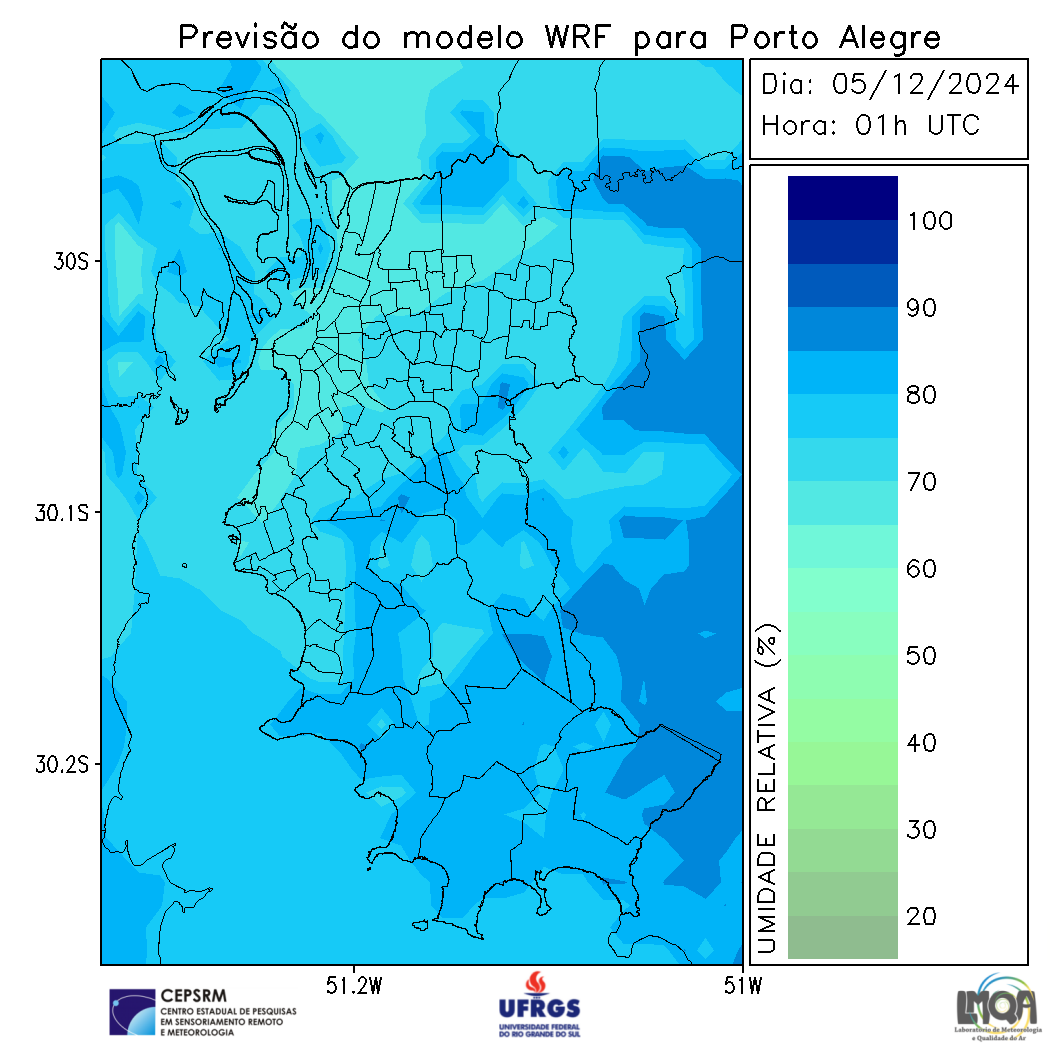 Previsão do modelo WRF para Porto Alegre
Dia: 05/12/2024
Hora: 01h UTC
30S
30.1S
30.2S
51.2W
51W
100
90
80
70
60
50
40
30
20
UMIDADE RELATIVA (%)
CEPSRM
CENTRO ESTADUAL DE PESQUISAS
EM SENSORIAMENTO REMOTO
E METEOROLOGIA
UFRGS
UNIVERSIDADE FEDERAL
DO RIO GRANDE DO SUL
LMQA
Laboratório de Meteorologia
e Qualidade do Ar